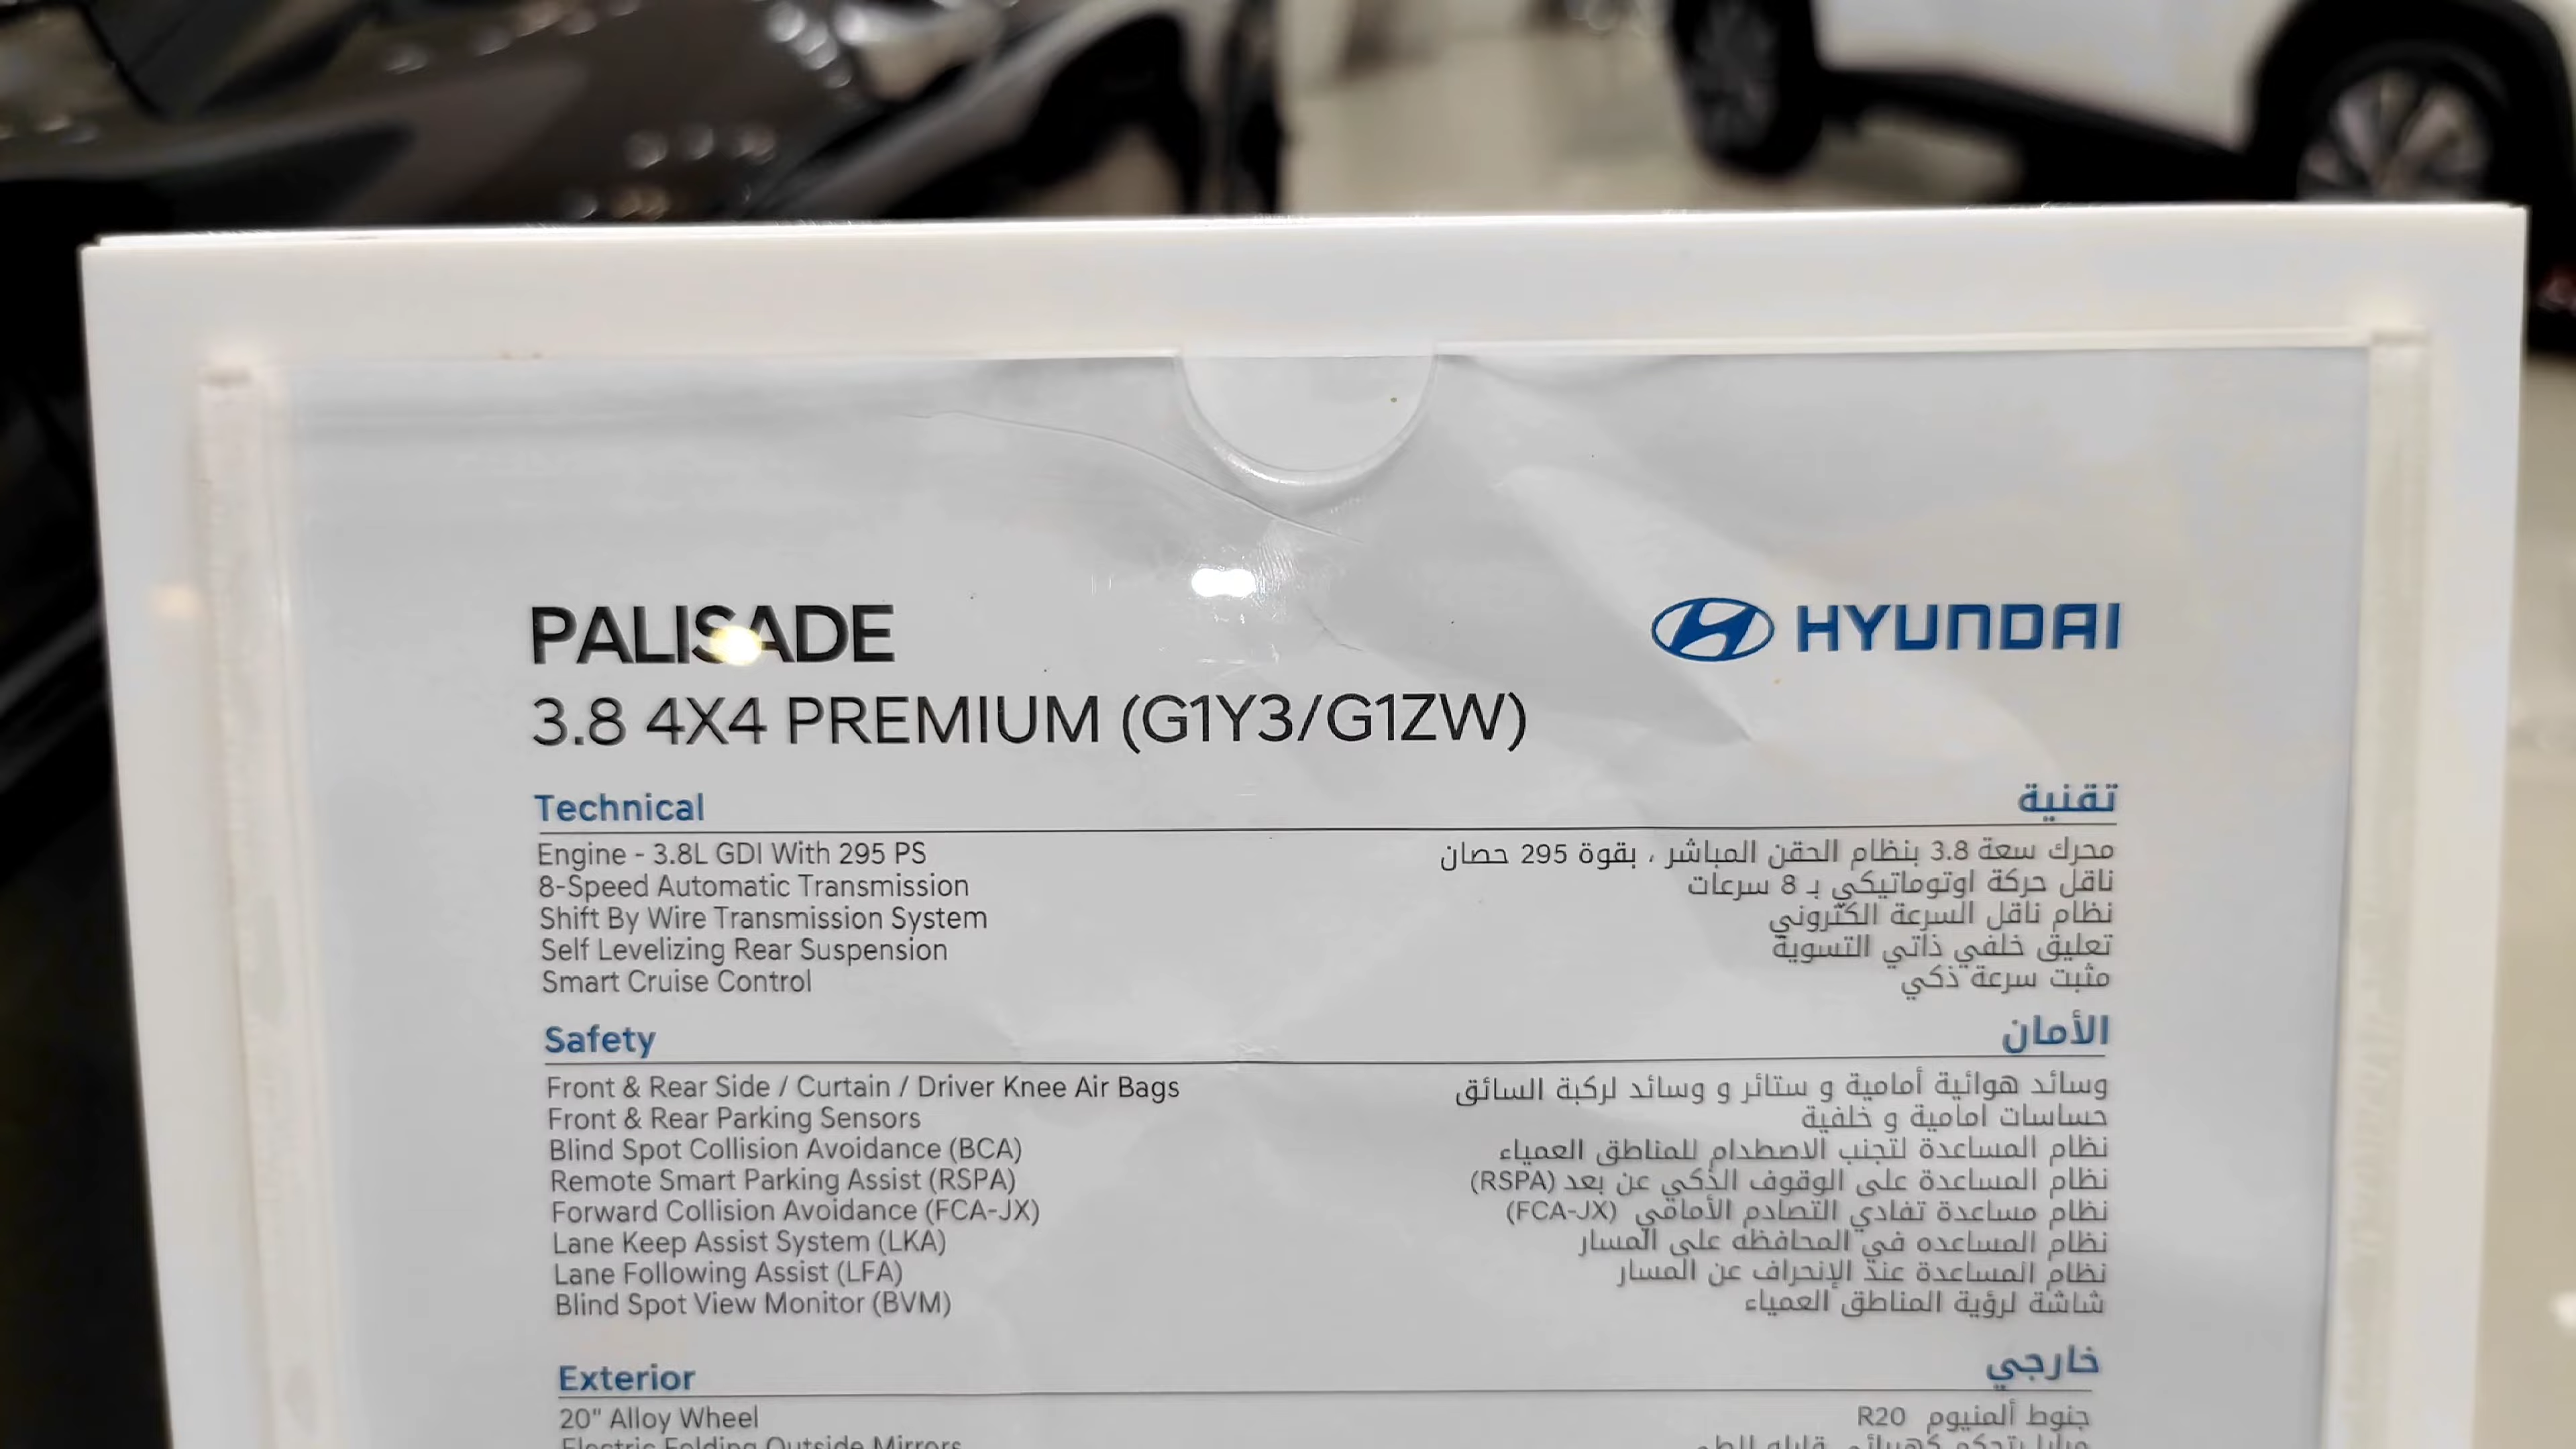 PALISADE
HYUNDAI
3.8 4X4 PREMIUM (G1Y3/G1ZW)
Technical
تقنية
Engine - 3.8L GDI With 295 PS
محرك سعة 3.8 بنظام الحقن المباشر ، بقوة 295 حصان
8-Speed Automatic Transmission
ناقل حركة اوتوماتيكي بـ 8 سرعات
Shift By Wire Transmission System
نظام ناقل السرعة الكتروني
Self Levelizing Rear Suspension
تعليق خلفي ذاتي التسوية
Smart Cruise Control
مثبت سرعة ذكي
Safety
الأمان
Front & Rear Side / Curtain / Driver Knee Air Bags
وسائد هوائية أمامية و ستائر و وسائد لركبة السائق
Front & Rear Parking Sensors
حساسات امامية و خلفية
Blind Spot Collision Avoidance (BCA)
نظام المساعدة لتجنب الاصطدام للمناطق العمياء
Remote Smart Parking Assist (RSPA)
نظام المساعدة على الوقوف الذكي عن بعد (RSPA)
Forward Collision Avoidance (FCA-JX)
نظام مساعدة تفادي التصادم الأمامي (FCA-JX)
Lane Keep Assist System (LKA)
نظام المساعده في المحافظه على المسار
Lane Following Assist (LFA)
نظام المساعدة عند الإنحراف عن المسار
Blind Spot View Monitor (BVM)
شاشة لرؤية المناطق العمياء
Exterior
خارجي
20" Alloy Wheel
جنوط ألمنيوم R20
Electric Folding Outside Mirrors